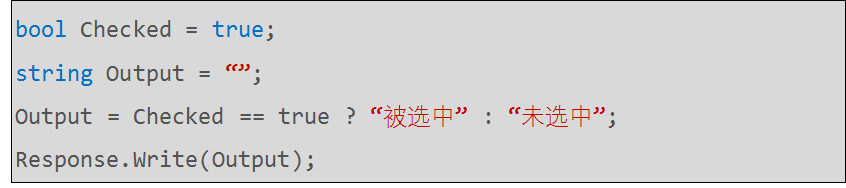 bool Checked = true;
string Output = “”;
Output = Checked == true ? “被选中” : “未选中”;
Response.Write(Output);